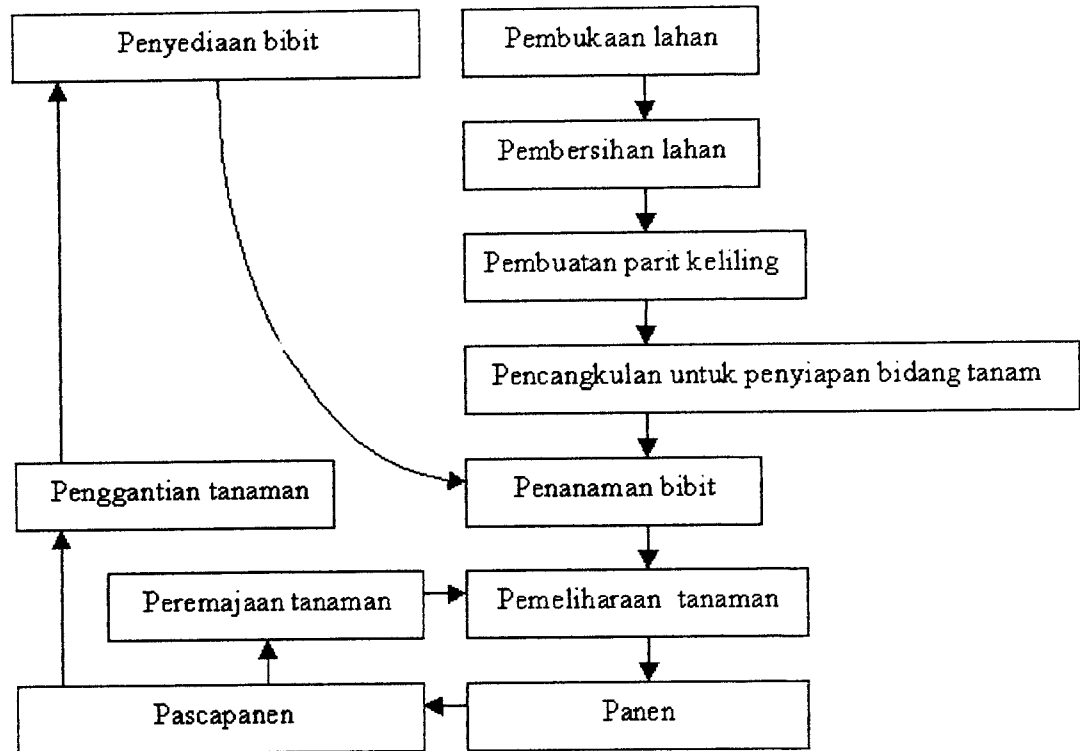 Penyediaan bibit
Pembukaan lahan
Pembersihan lahan
Pembuatan parit keliling
Pencangkulan untuk penyiapan bidang tanam
Penggantian tanaman
Penanaman bibit
Peremajaan tanaman
Pemeliharaan tanaman
Pascapanen
Panen